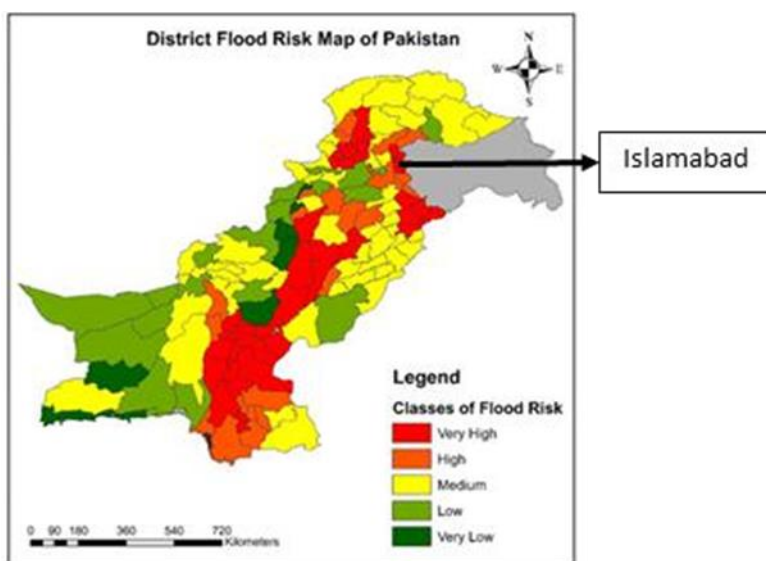 District Flood Risk Map of Pakistan
N
W E
S
Islamabad
Legend
Classes of Flood Risk
Very High
High
Medium
Low
Very Low
0 90 180 360 540 720
Kilometers